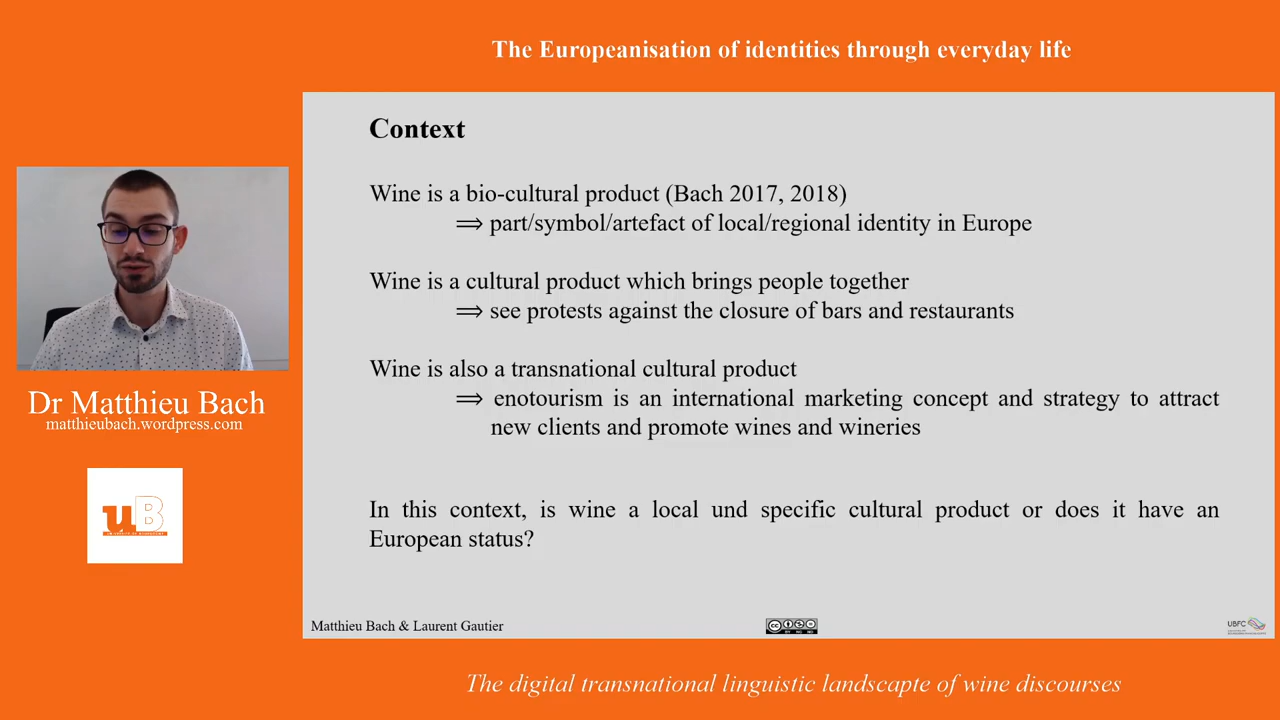 The Europeanisation of identities through everyday life
Context
Wine is a bio-cultural product (Bach 2017, 2018)
⟹ part/symbol/artefact of local/regional identity in Europe
Wine is a cultural product which brings people together
⟹ see protests against the closure of bars and restaurants
Wine is also a transnational cultural product
⟹ enotourism is an international marketing concept and strategy to attract
new clients and promote wines and wineries
In this context, is wine a local und specific cultural product or does it have an
European status?
Dr Matthieu Bach
matthieubach.wordpress.com
uB
Matthieu Bach & Laurent Gautier
cc
BY NC ND
UBFC
The digital transnational linguistic landscapte of wine discourses